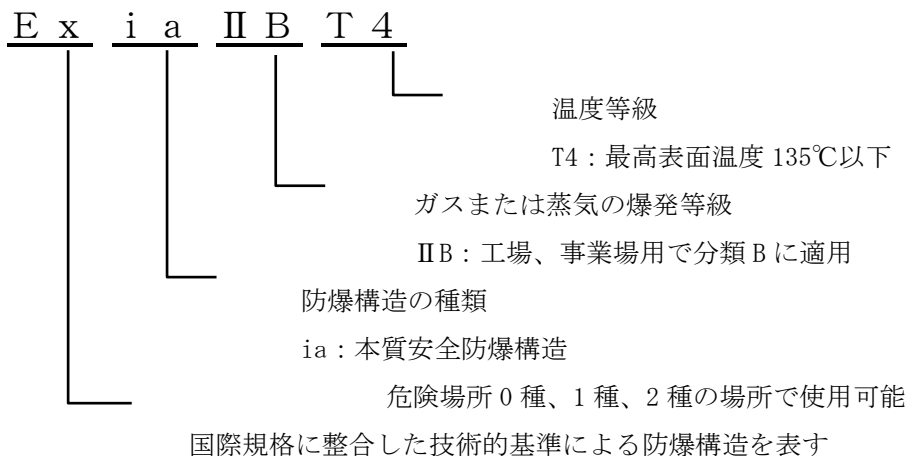 Ex ia ⅡB T4
温度等級
T4：最高表面温度 135℃以下
ガスまたは蒸気の爆発等級
ⅡB：工場、事業場用で分類 B に適用
防爆構造の種類
ia：本質安全防爆構造
危険場所 0 種、1 種、2 種の場所で使用可能
国際規格に整合した技術的基準による防爆構造を表す